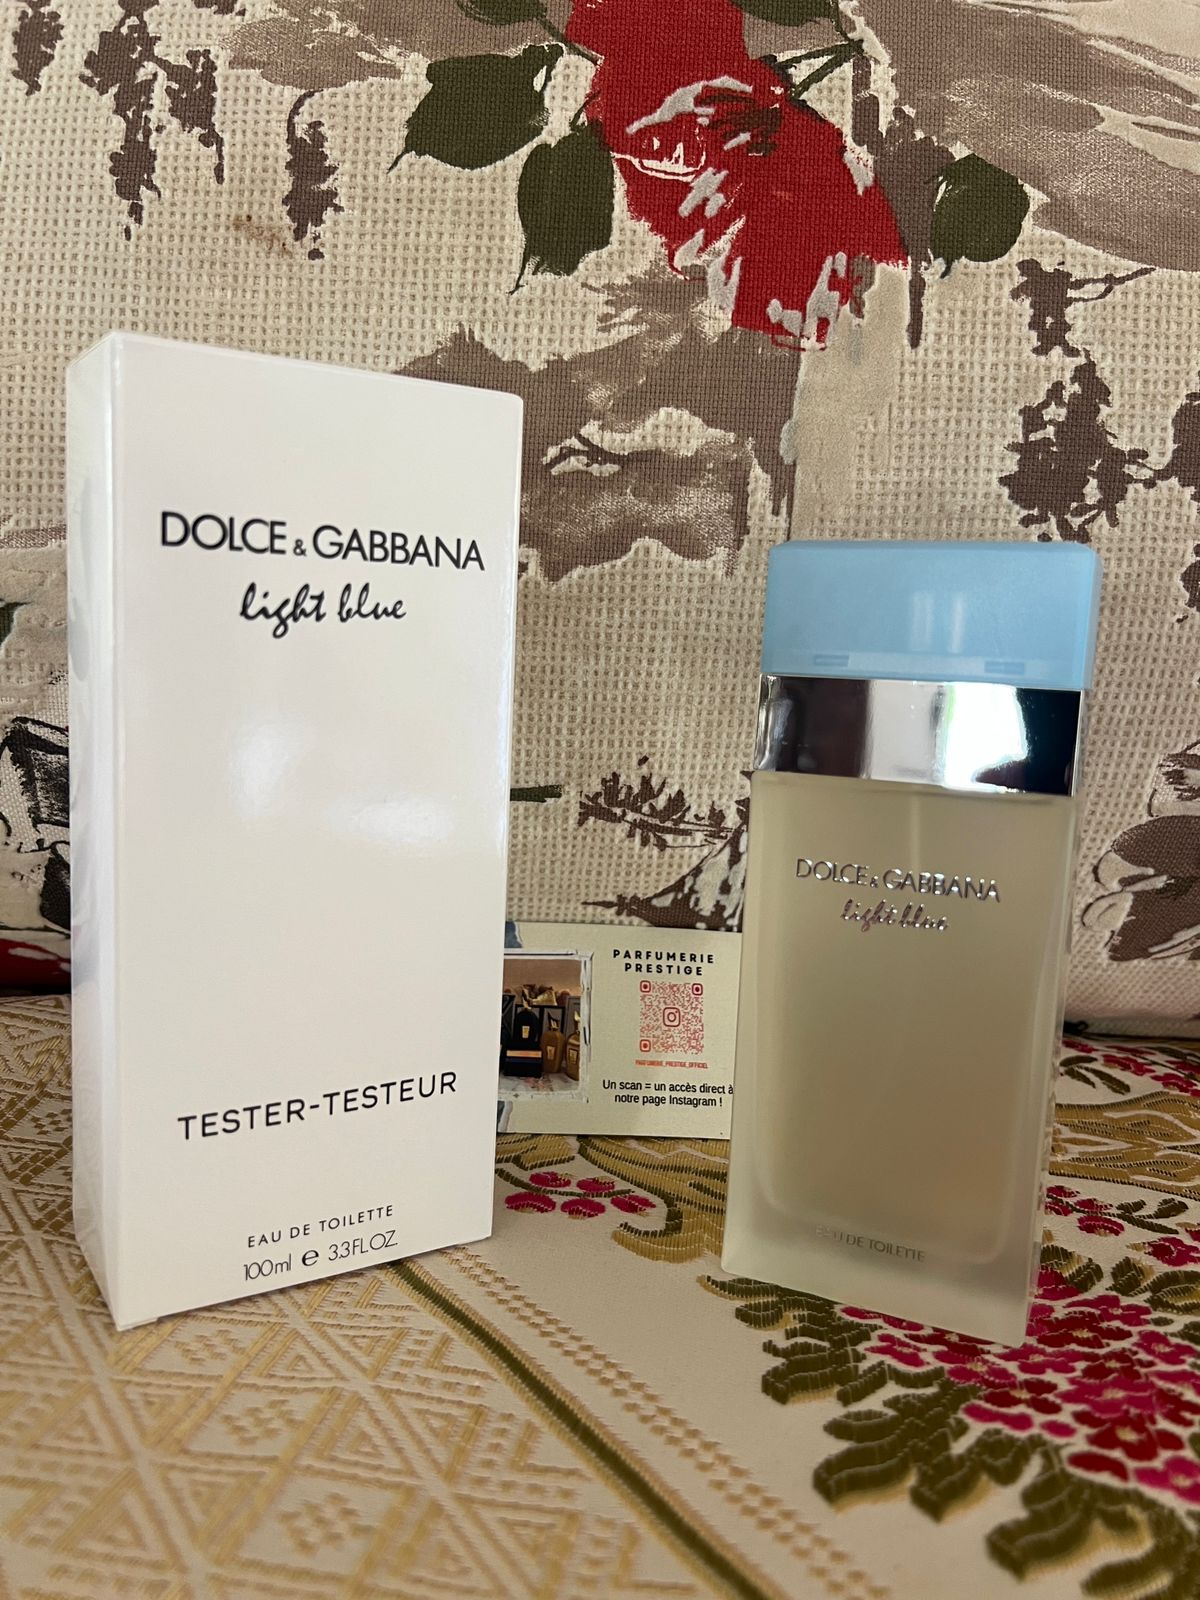 DOLCE & GABBANA
light blue
TESTER-TESTEUR
EAU DE TOILETTE
100ml e 3.3FL.OZ.
PARFUMERIE
PRESTIGE
PARFUMERIE_PRESTIGE_OFFICIEL
Un scan = un accès direct à
notre page Instagram !
DOLCE & GABBANA
light blue
EAU DE TOILETTE